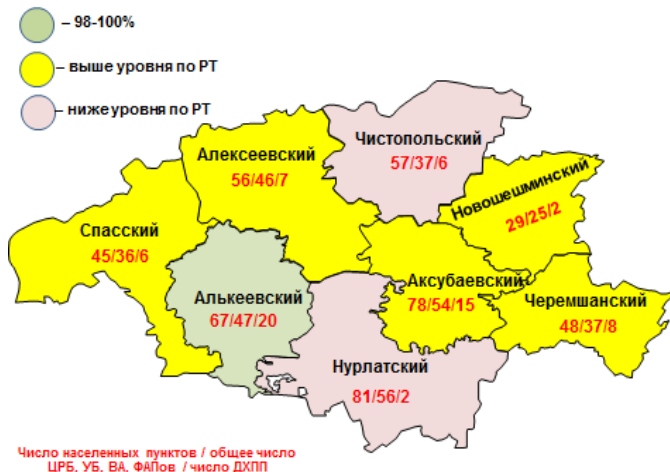 – 98-100%
– выше уровня по РТ
– ниже уровня по РТ
Чистопольский
57/37/6
Алексеевский
56/46/7
Новошешминский
29/25/2
Спасский
45/36/6
Аксубаевский
78/54/15
Алькеевский
67/47/20
Черемшанский
48/37/8
Нурлатский
81/56/2
Число населенных пунктов / общее число
ЦРБ, УБ, ВА, ФАПов / число ДХПП